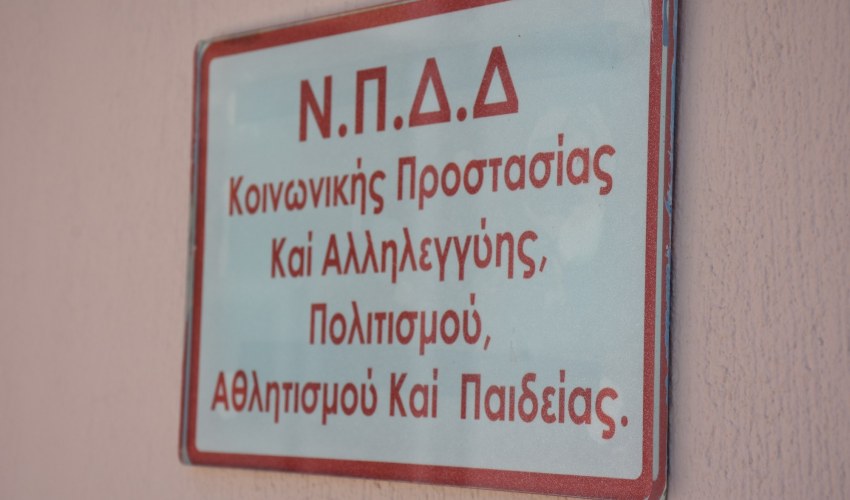 Ν.Π.Δ.Δ
Κοινωνικής Προστασίας
Καί Αλληλεγγύης,
Πολιτισμού,
Αθλητισμού Καί Παιδείας.